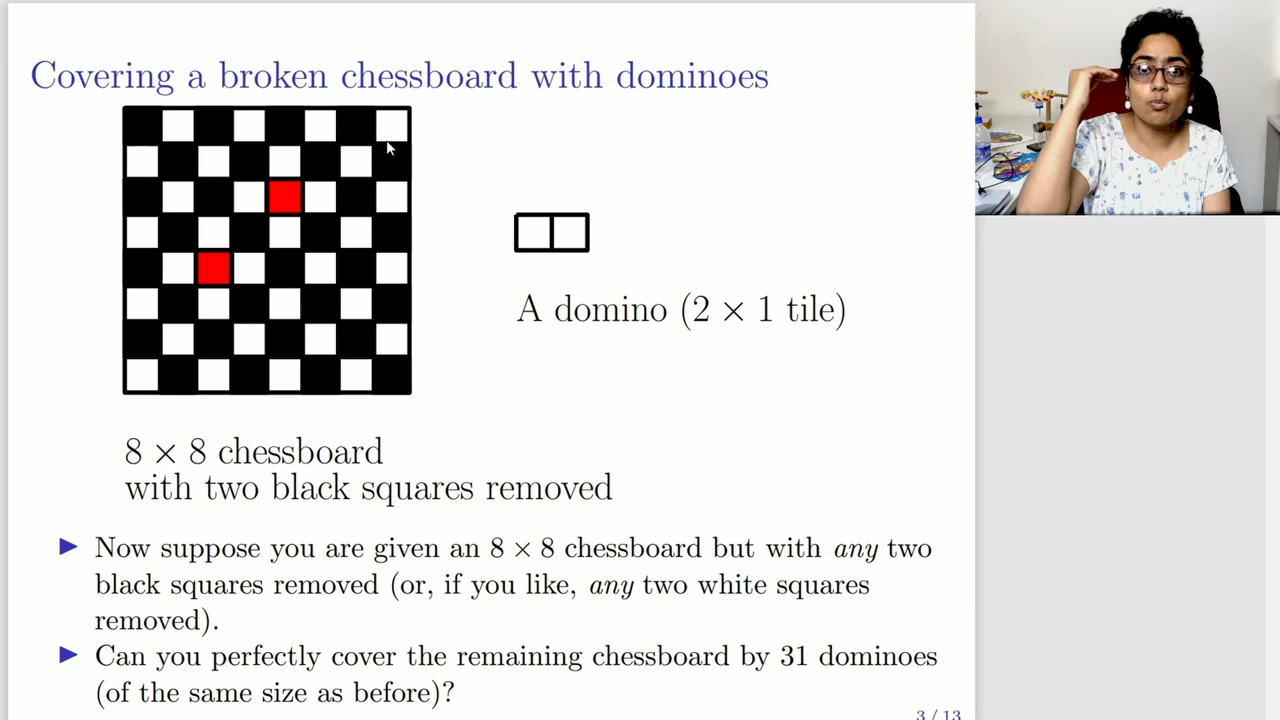 Covering a broken chessboard with dominoes
A domino (2 × 1 tile)
8 × 8 chessboard
with two black squares removed
▶ Now suppose you are given an 8 × 8 chessboard but with any two
black squares removed (or, if you like, any two white squares
removed).
▶ Can you perfectly cover the remaining chessboard by 31 dominoes
(of the same size as before)?
3 / 13